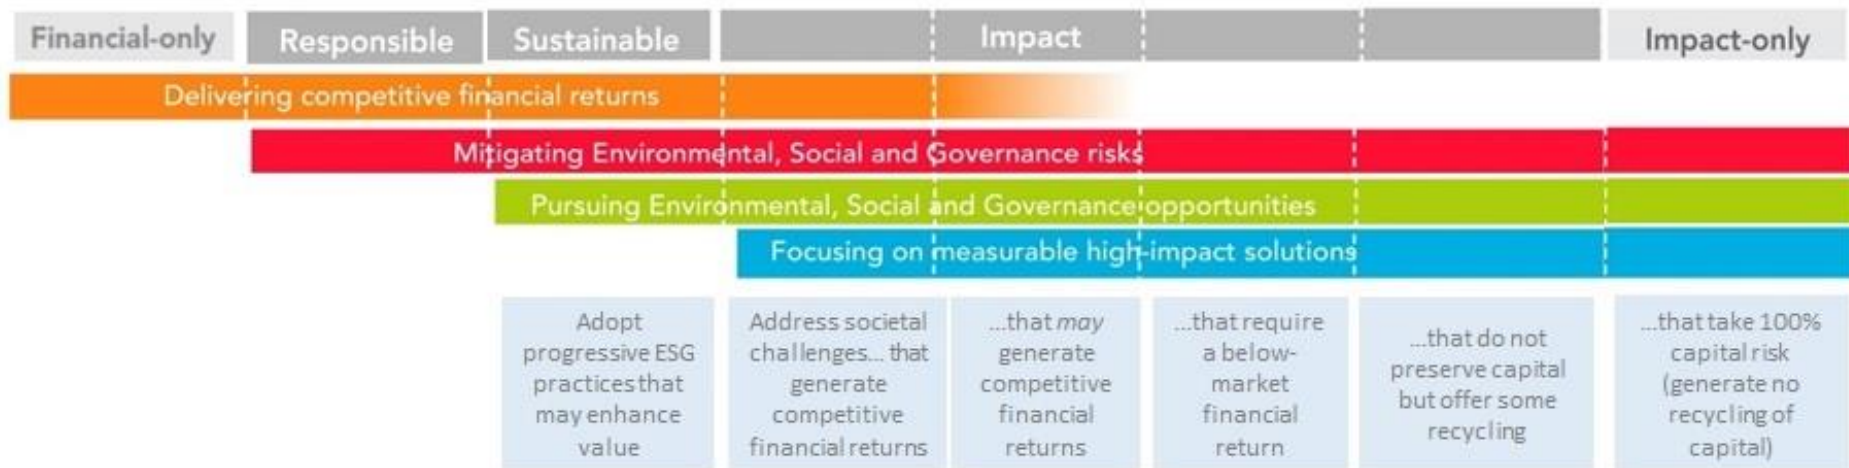 Financial-only
Responsible
Sustainable
Impact
Impact-only
Delivering competitive financial returns
Mitigating Environmental, Social and Governance risks
Pursuing Environmental, Social and Governance opportunities
Focusing on measurable high-impact solutions
Adopt
progressive ESG
practices that
may enhance
value
Address societal
challenges... that
generate
competitive
financial returns
...that may
generate
competitive
financial
returns
...that require
a below-
market
financial
return
...that do not
preserve capital
but offer some
recycling
...that take 100%
capital risk
(generate no
recycling of
capital)